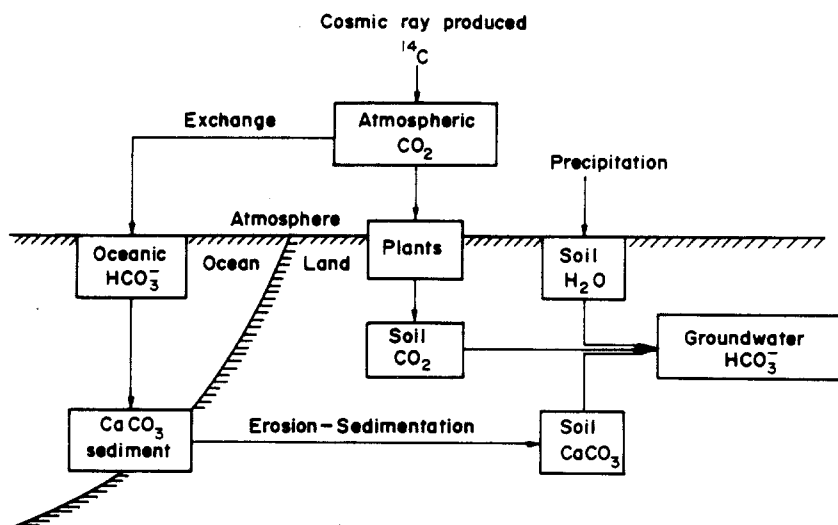 Cosmic ray produced
¹⁴C
Exchange
Atmospheric
CO₂
Precipitation
Atmosphere
Oceanic
HCO₃⁻
Ocean
Land
Plants
Soil
H₂O
Soil
CO₂
Groundwater
HCO₃⁻
CaCO₃
sediment
Erosion-Sedimentation
Soil
CaCO₃